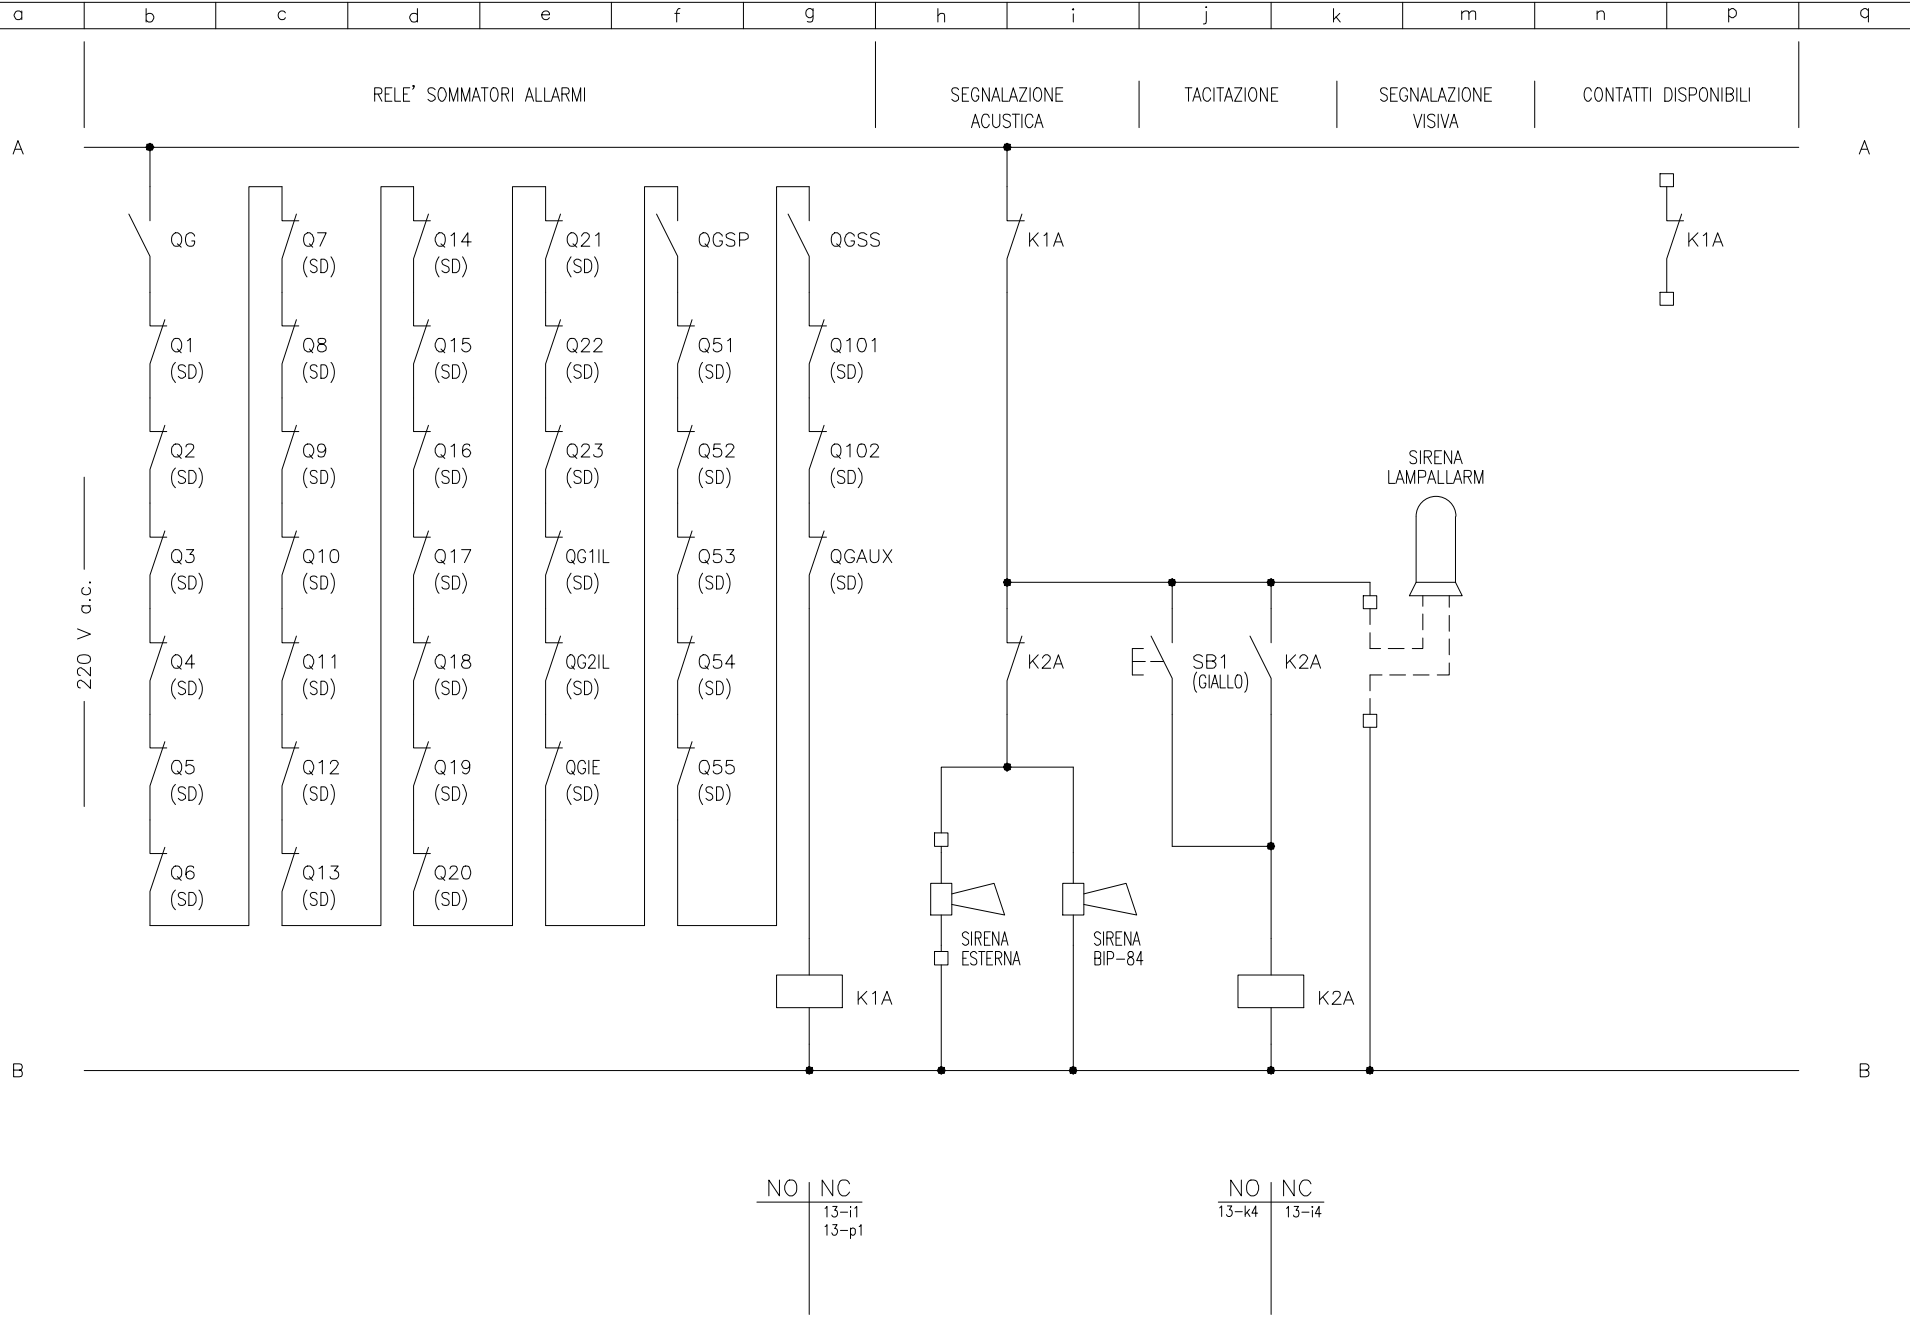 a b c d e f g h i j k m n p q
RELE' SOMMATORI ALLARMI
SEGNALAZIONE
ACUSTICA
TACITAZIONE
SEGNALAZIONE
VISIVA
CONTATTI DISPONIBILI
A A
QG
Q7
(SD)
Q14
(SD)
Q21
(SD)
QGSP
QGSS
K1A
K1A
Q1
(SD)
Q8
(SD)
Q15
(SD)
Q22
(SD)
Q51
(SD)
Q101
(SD)
Q2
(SD)
Q9
(SD)
Q16
(SD)
Q23
(SD)
Q52
(SD)
Q102
(SD)
SIRENA
LAMPALLARM
Q3
(SD)
Q10
(SD)
Q17
(SD)
QG1IL
(SD)
Q53
(SD)
QGAUX
(SD)
220 V a.c.
Q4
(SD)
Q11
(SD)
Q18
(SD)
QG2IL
(SD)
Q54
(SD)
K2A
SB1
(GIALLO)
K2A
Q5
(SD)
Q12
(SD)
Q19
(SD)
QGIE
(SD)
Q55
(SD)
Q6
(SD)
Q13
(SD)
Q20
(SD)
SIRENA
ESTERNA
SIRENA
BIP-84
K1A
K2A
B B
NO NC
13-i1
13-p1
NO NC
13-k4 13-i4